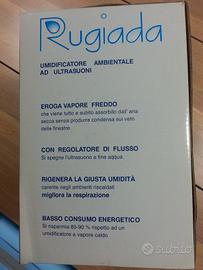 Rugiada
UMIDIFICATORE AMBIENTALE
AD ULTRASUONI
EROGA VAPORE FREDDO
che viene tutto e subito assorbito dall' aria
secca senza produrre condensa sui vetri
delle finestre
CON REGOLATORE DI FLUSSO
Si spegne l'ultrasuono a fine acqua.
RIGENERA LA GIUSTA UMIDITÀ
carente negli ambienti riscaldati
migliora la respirazione
BASSO CONSUMO ENERGETICO
Si risparmia 85-90 % rispetto ad un
umidificatore a vapore caldo
subito